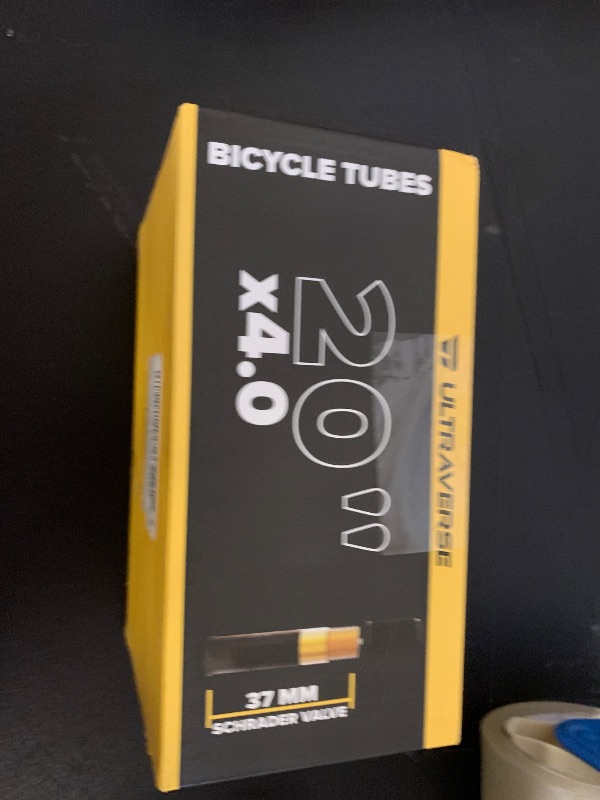 BICYCLE TUBES
ULTRAVERSE
20"
x4.0
37 MM
SCHRADER VALVE